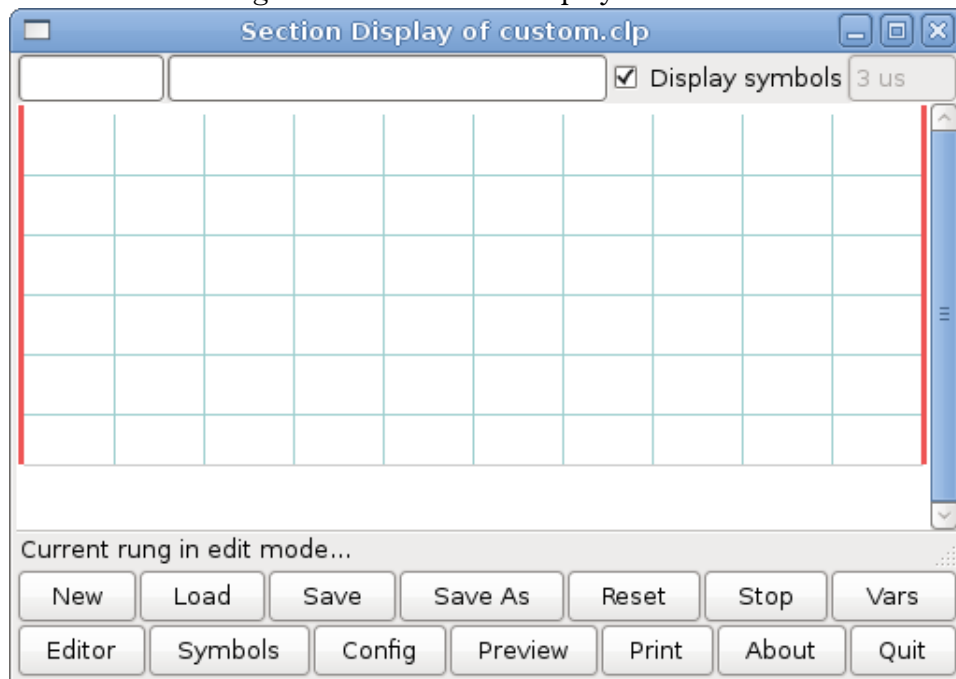 Section Display of custom.clp
Display symbols 3 us
Current rung in edit mode...
New Load Save Save As Reset Stop Vars
Editor Symbols Config Preview Print About Quit